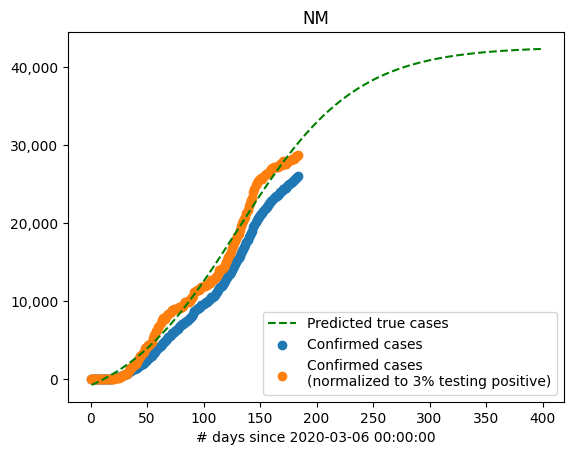 NM
40,000
30,000
20,000
10,000
0
Predicted true cases
Confirmed cases
Confirmed cases
(normalized to 3% testing positive)
0 50 100 150 200 250 300 350 400
# days since 2020-03-06 00:00:00